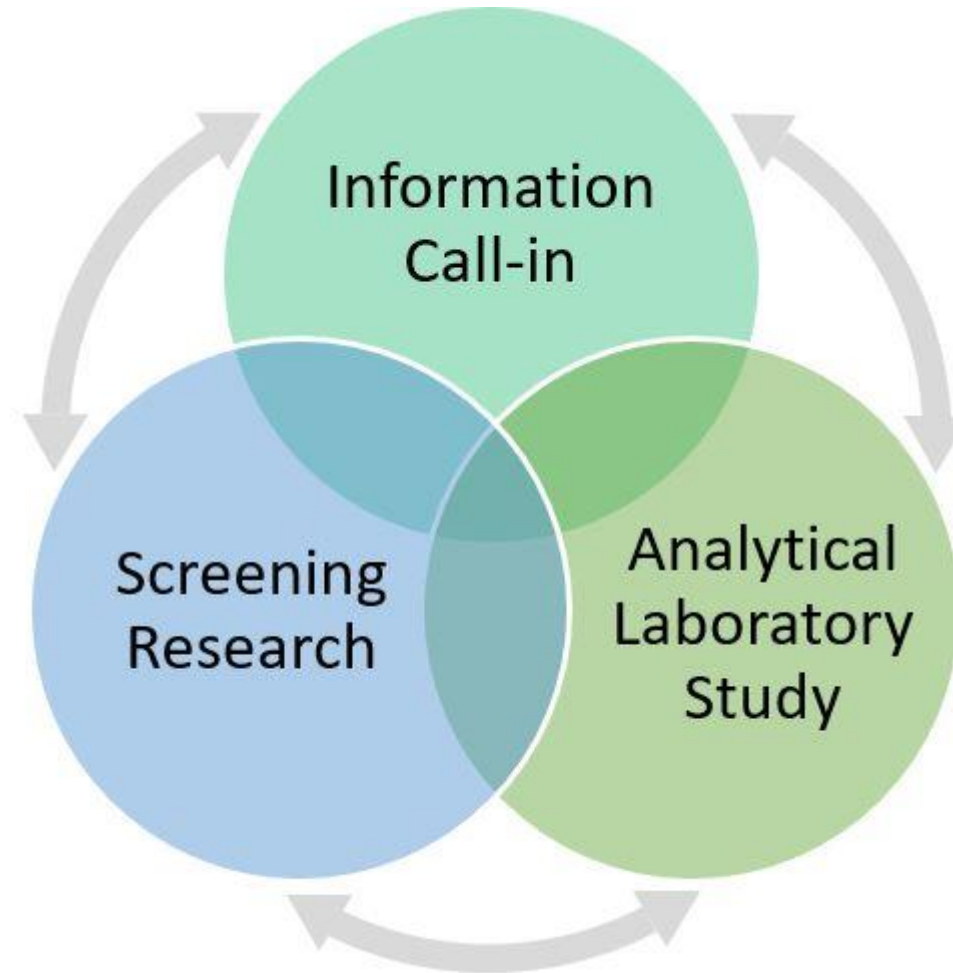 Information
Call-in
Screening
Research
Analytical
Laboratory
Study